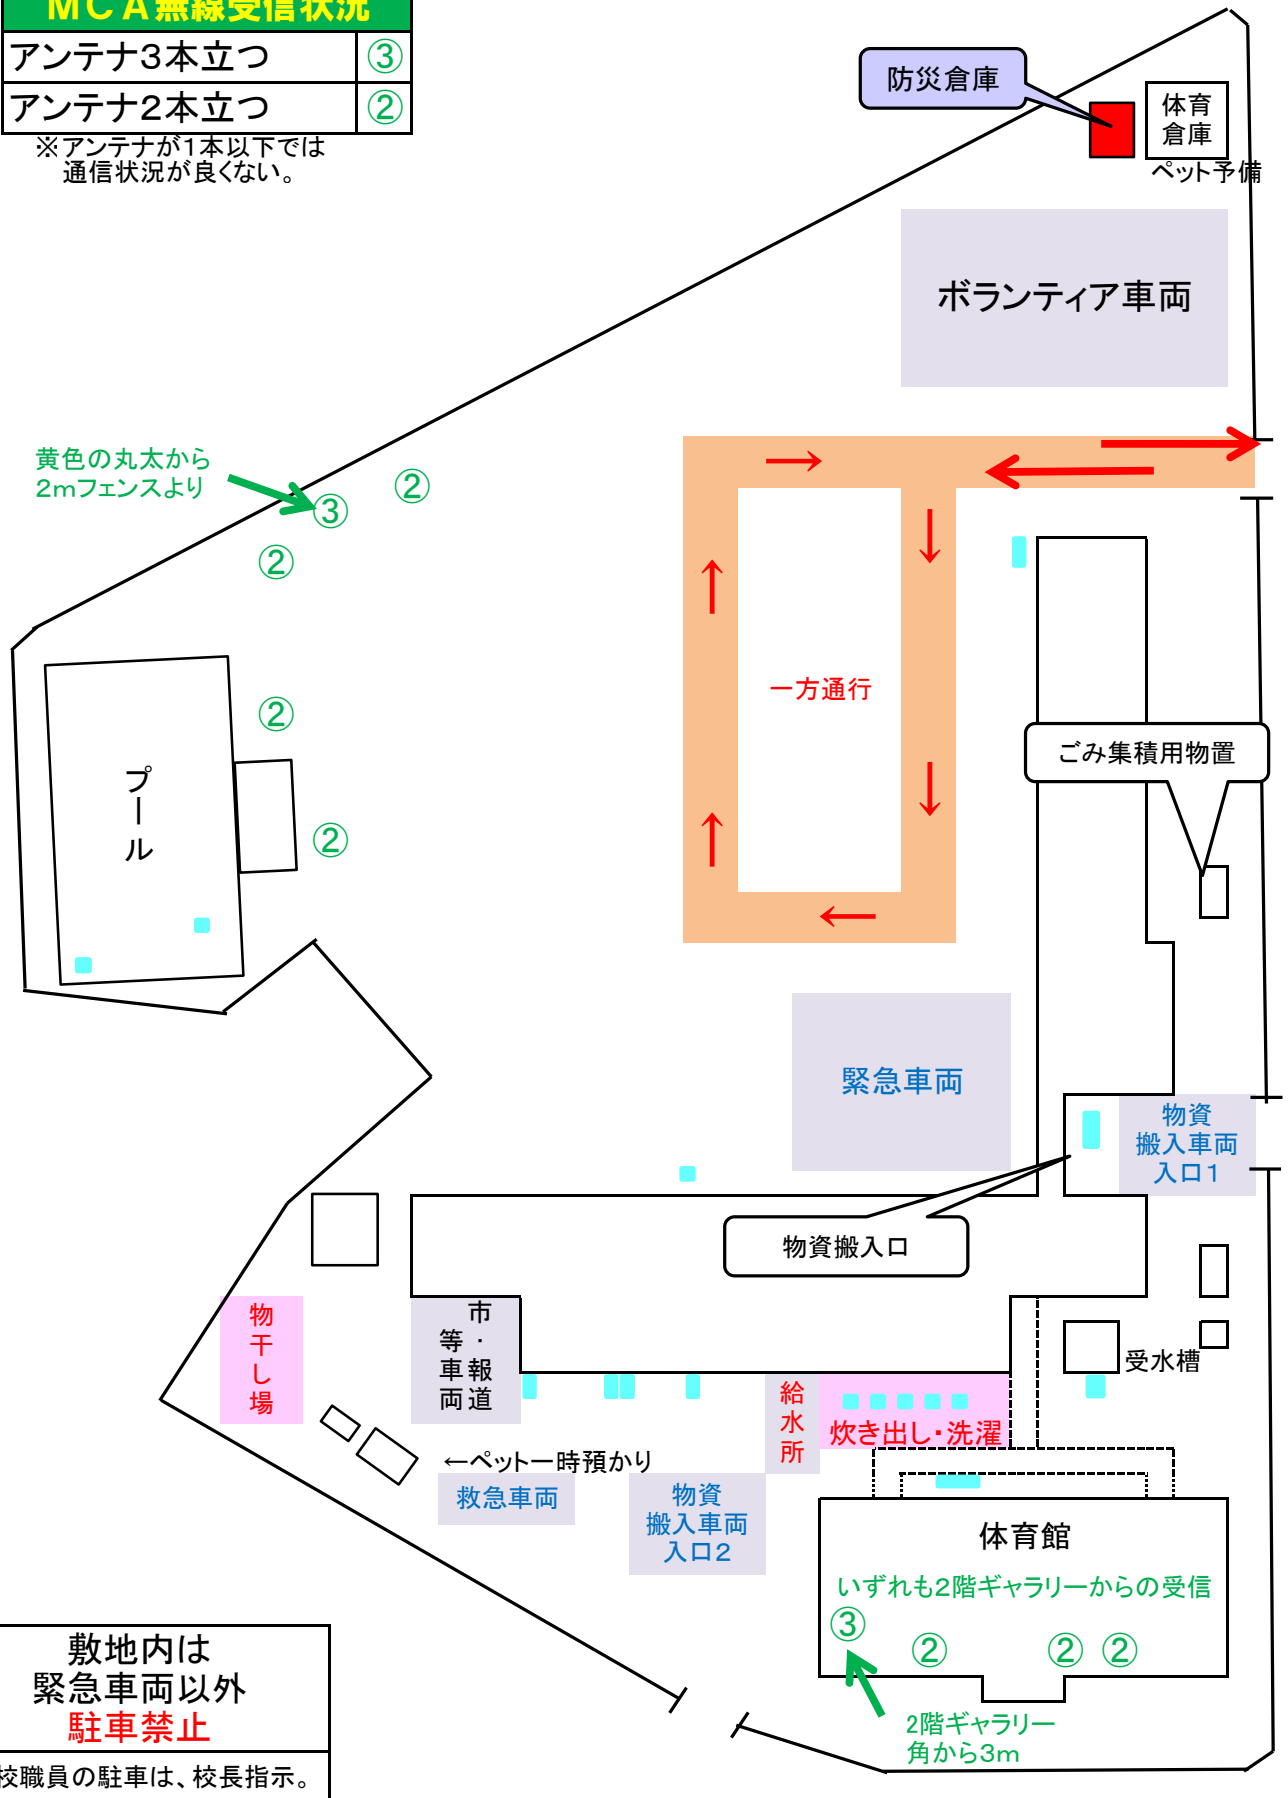 ＭＣＡ無線受信状況
アンテナ３本立つ
③
アンテナ２本立つ
②
※アンテナが１本以下では
通信状況が良くない。
防災倉庫
体育
倉庫
ペット予備
ボランティア車両
黄色の丸太から
２ｍフェンスより
②
③
②
→
一方通行
②
②
プール
ごみ集積用物置
緊急車両
物資
搬入車両
入口１
物資搬入口
物干し場
市・報道
等車両
給水所
炊き出し・洗濯
受水槽
←ペット一時預かり
救急車両
物資
搬入車両
入口２
体育館
いずれも２階ギャラリーからの受信
③
②
②
②
２階ギャラリー
角から３ｍ
敷地内は
緊急車両以外
駐車禁止
校職員の駐車は、校長指示。